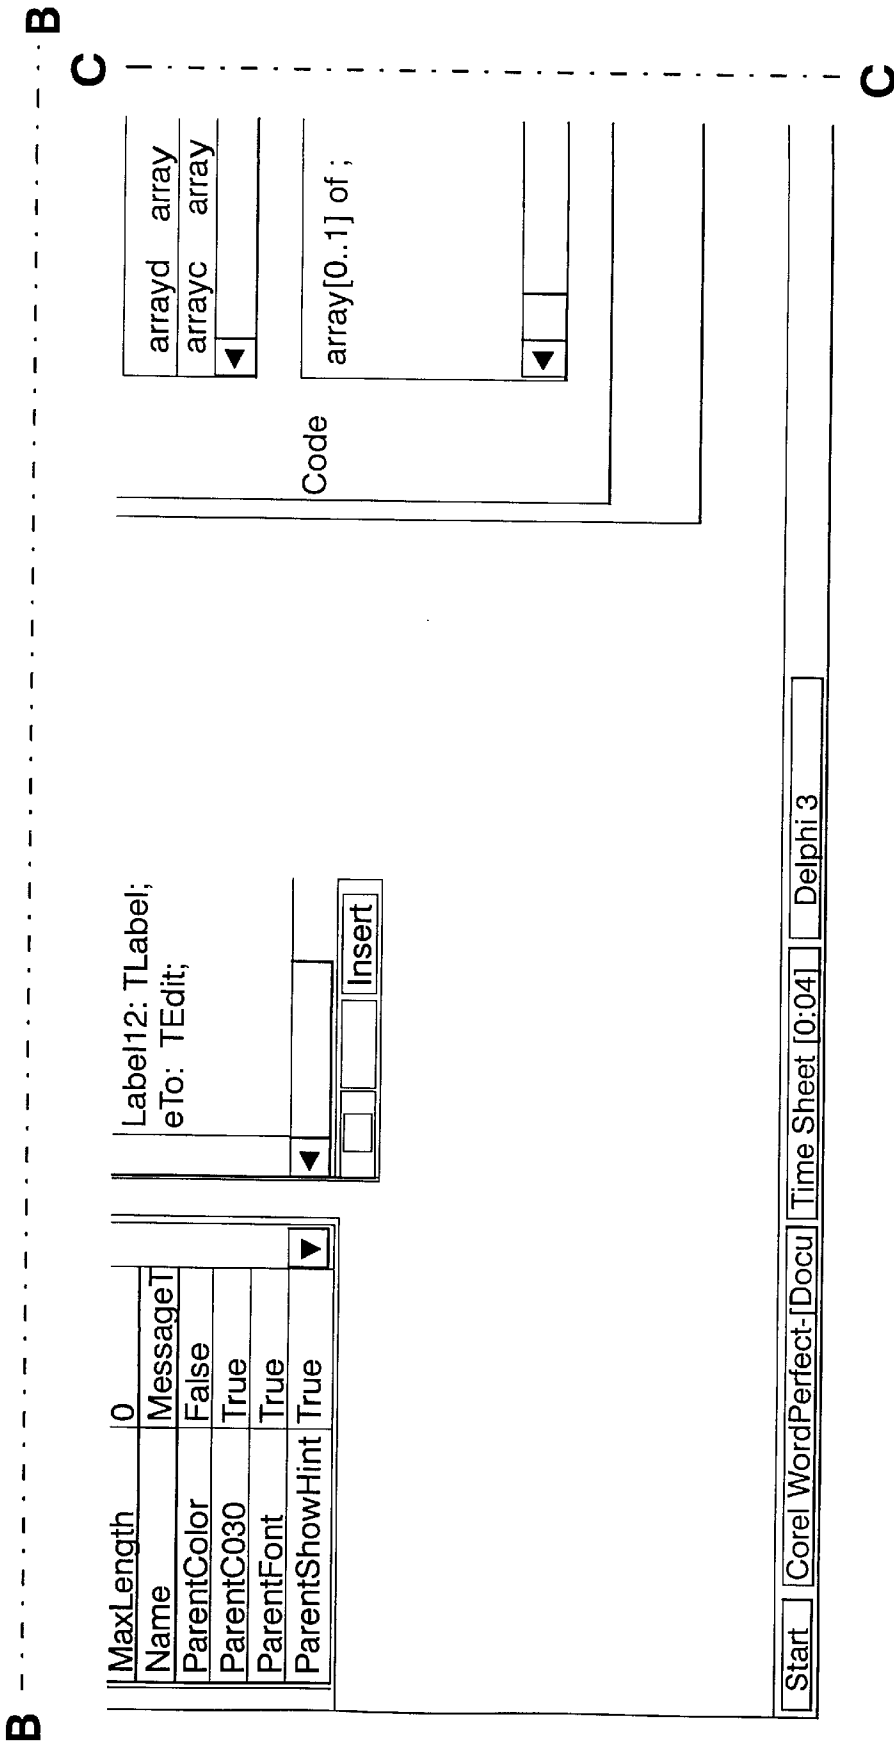 B B
C
MaxLength 0
Name MessageT
ParentColor False
ParentC030 True
ParentFont True
ParentShowHint True
Label12: TLabel;
eTo: TEdit;
Insert
arrayd array
arrayc array
Code
array[0..1] of ;
Start Corel WordPerfect-[Docu Time Sheet [0:04] Delphi 3
C